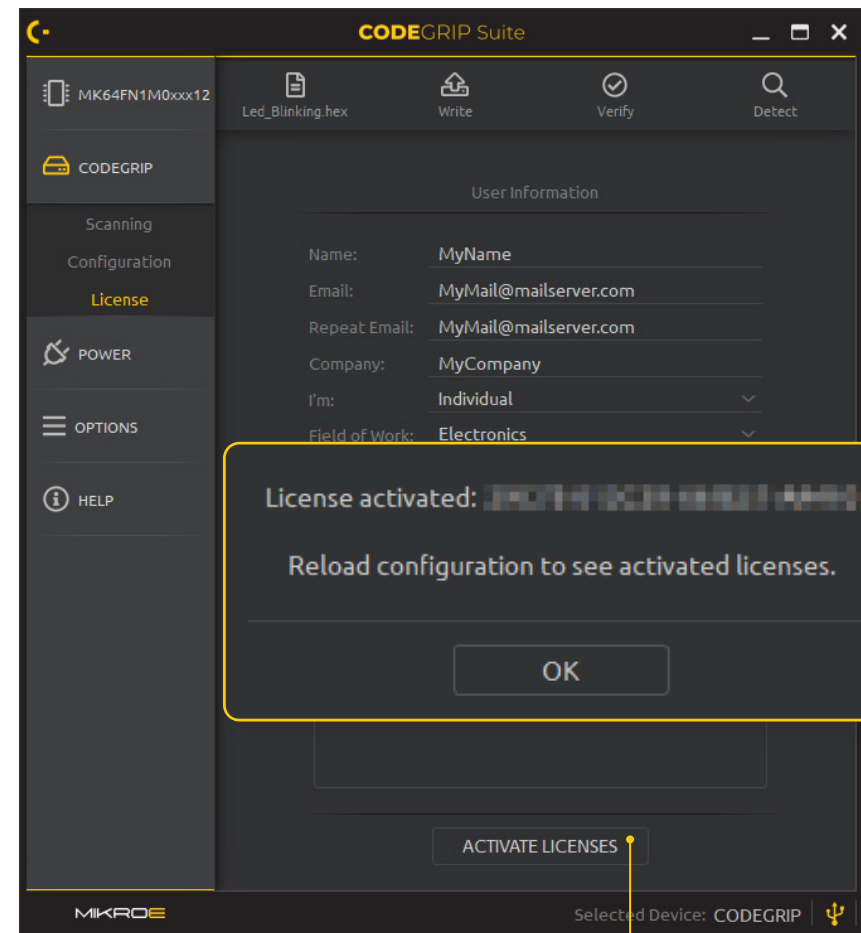 CODEGRIP Suite
MK64FN1M0xxx12
Led_Blinking.hex
Write
Verify
Detect
CODEGRIP
Scanning
Configuration
License
POWER
OPTIONS
HELP
User Information
Name: MyName
Email: MyMail@mailserver.com
Repeat Email: MyMail@mailserver.com
Company: MyCompany
I'm: Individual
Field of Work: Electronics
License activated:
Reload configuration to see activated licenses.
OK
ACTIVATE LICENSES
MIKROE
Selected Device: CODEGRIP